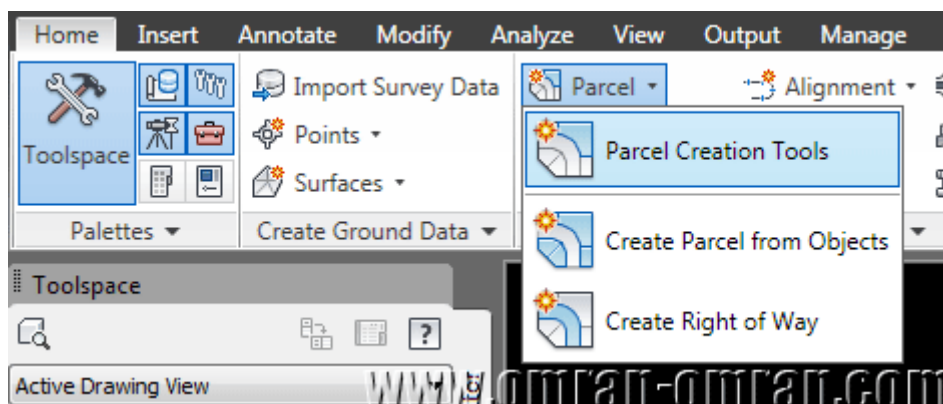 Home Insert Annotate Modify Analyze View Output Manage
Toolspace
Import Survey Data
Points
Surfaces
Parcel
Alignment
Parcel Creation Tools
Create Parcel from Objects
Create Right of Way
Palettes
Create Ground Data
Toolspace
?
Active Drawing View
www.omran-omran.com